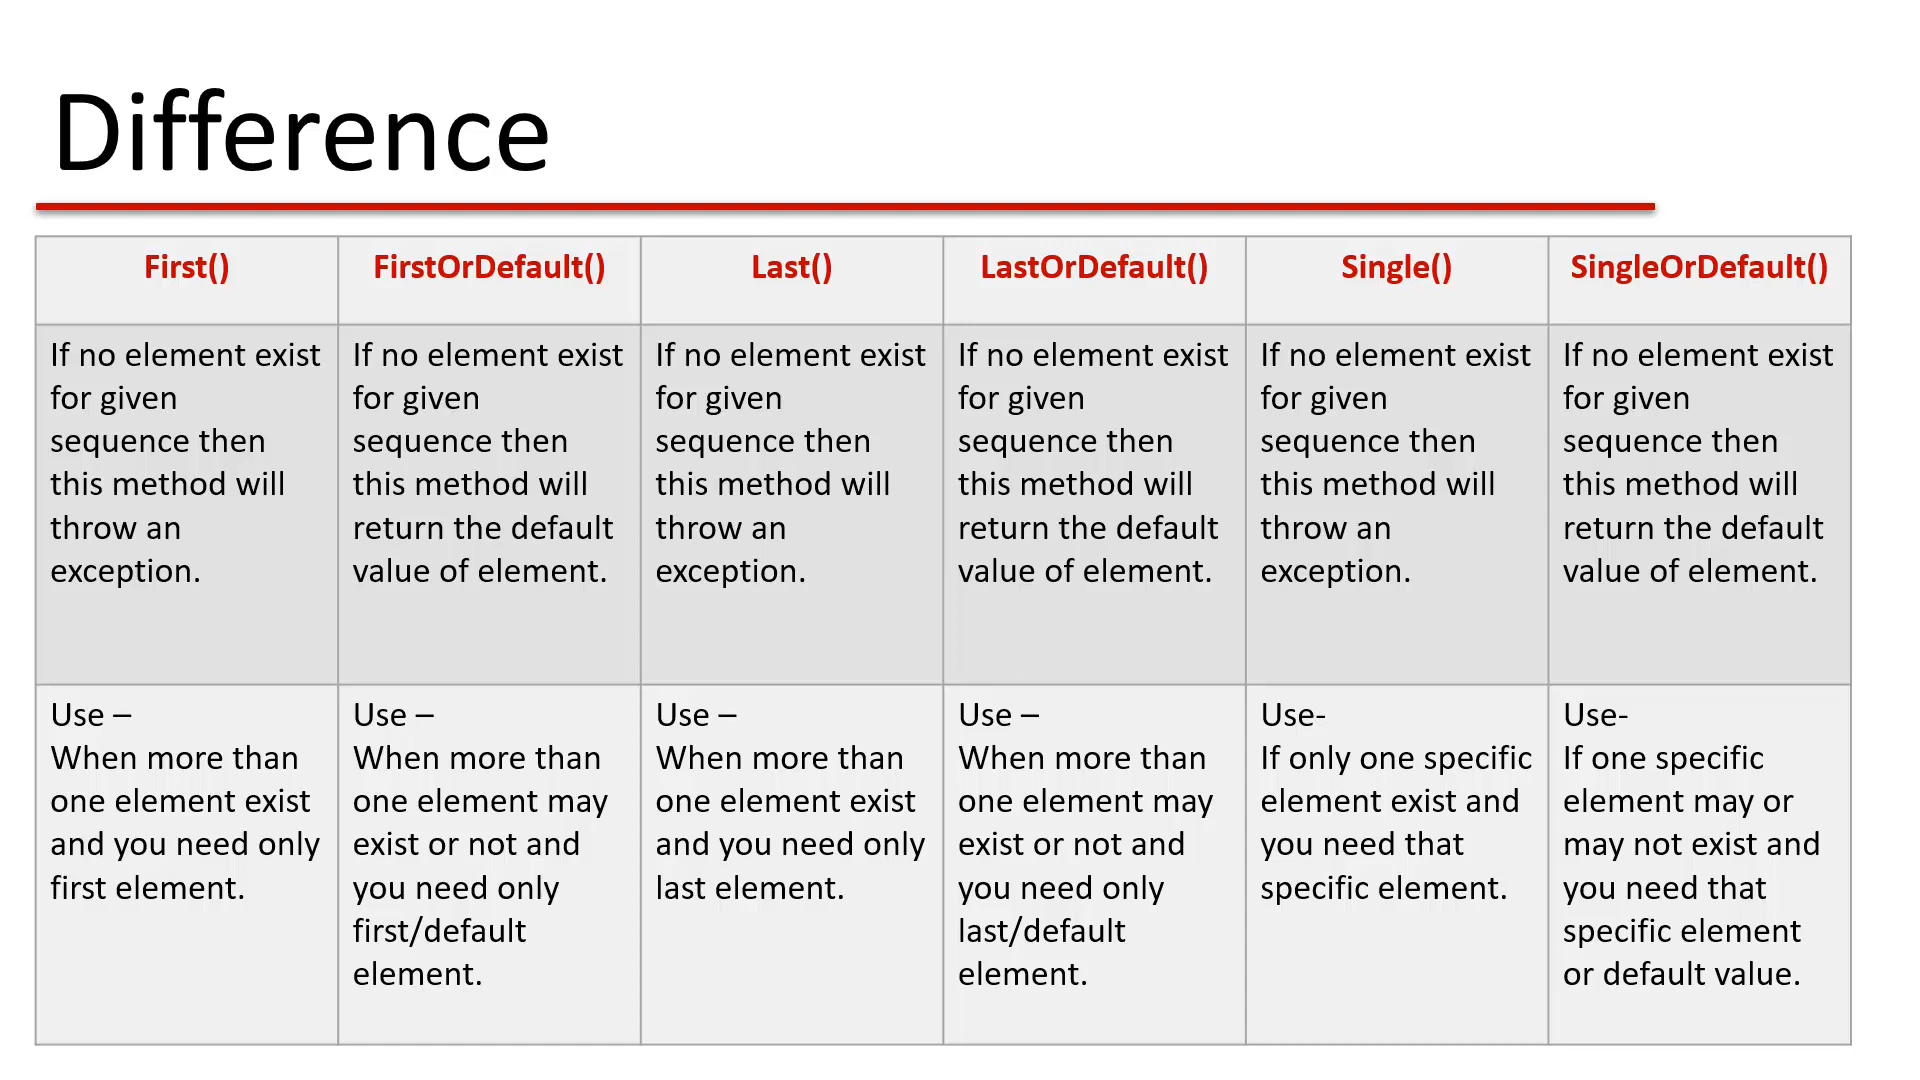 Difference
First()
FirstOrDefault()
Last()
LastOrDefault()
Single()
SingleOrDefault()
If no element exist
for given
sequence then
this method will
throw an
exception.
If no element exist
for given
sequence then
this method will
return the default
value of element.
If no element exist
for given
sequence then
this method will
throw an
exception.
If no element exist
for given
sequence then
this method will
return the default
value of element.
If no element exist
for given
sequence then
this method will
throw an
exception.
If no element exist
for given
sequence then
this method will
return the default
value of element.
Use –
When more than
one element exist
and you need only
first element.
Use –
When more than
one element may
exist or not and
you need only
first/default
element.
Use –
When more than
one element exist
and you need only
last element.
Use –
When more than
one element may
exist or not and
you need only
last/default
element.
Use-
If only one specific
element exist and
you need that
specific element.
Use-
If one specific
element may or
may not exist and
you need that
specific element
or default value.